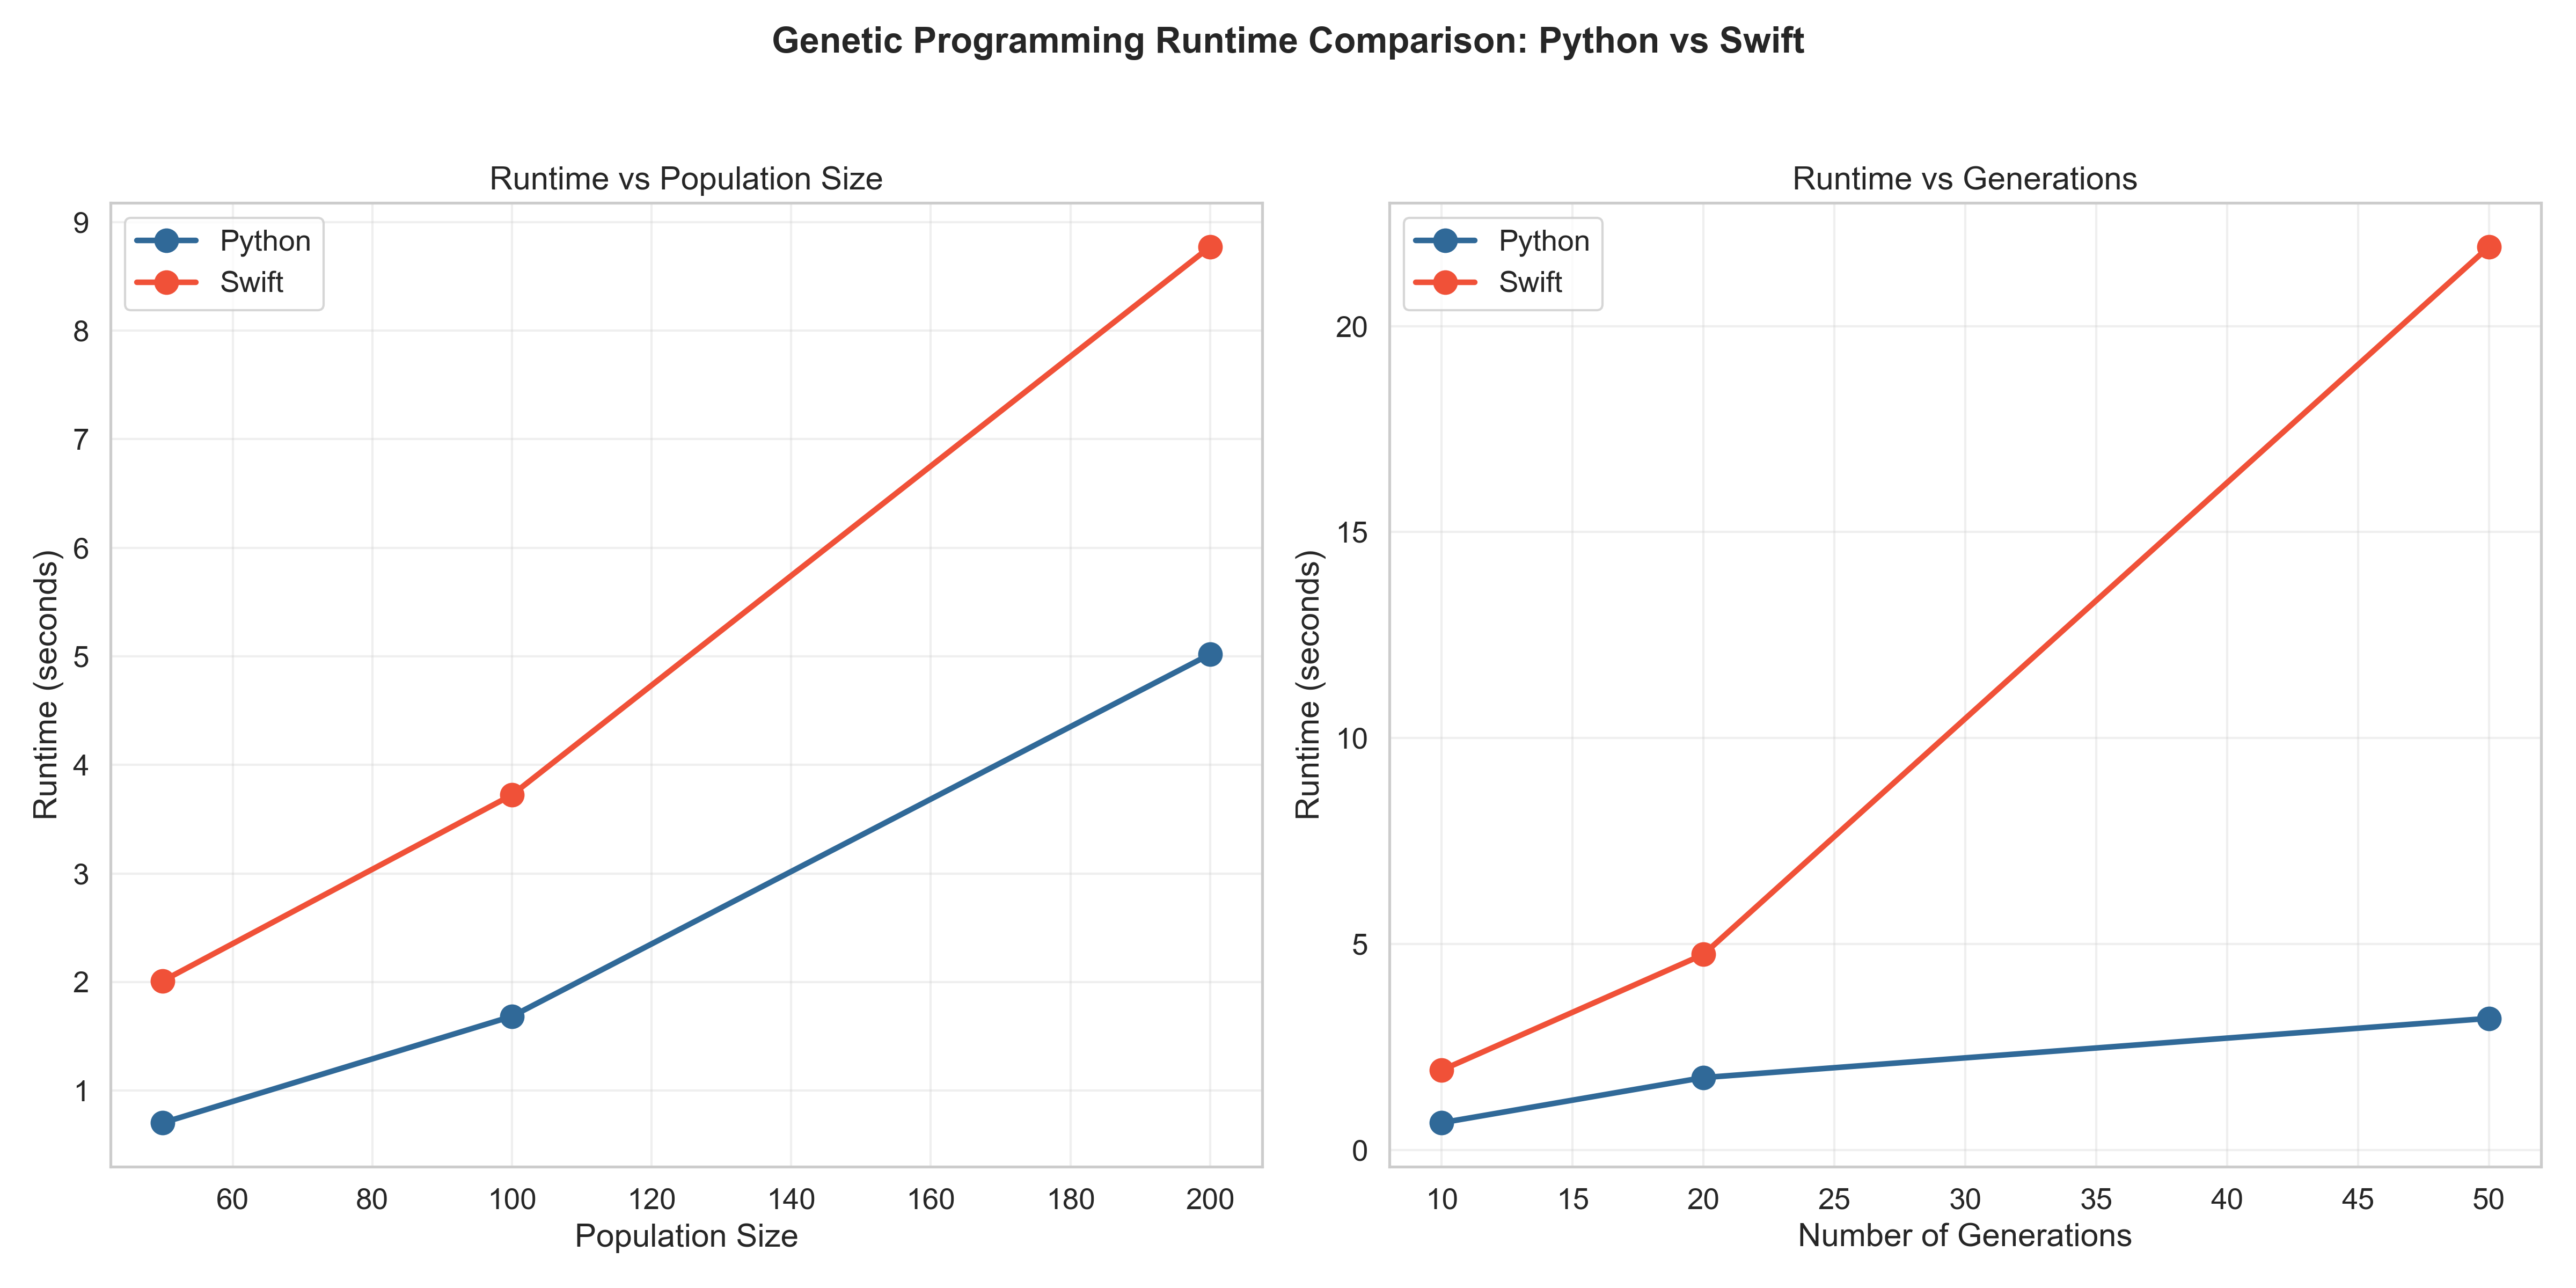 Genetic Programming Runtime Comparison: Python vs Swift
Runtime vs Population Size
Python
Swift
9
8
7
6
5
4
3
2
1
Runtime (seconds)
60 80 100 120 140 160 180 200
Population Size
Runtime vs Generations
Python
Swift
20
15
10
5
0
Runtime (seconds)
10 15 20 25 30 35 40 45 50
Number of Generations